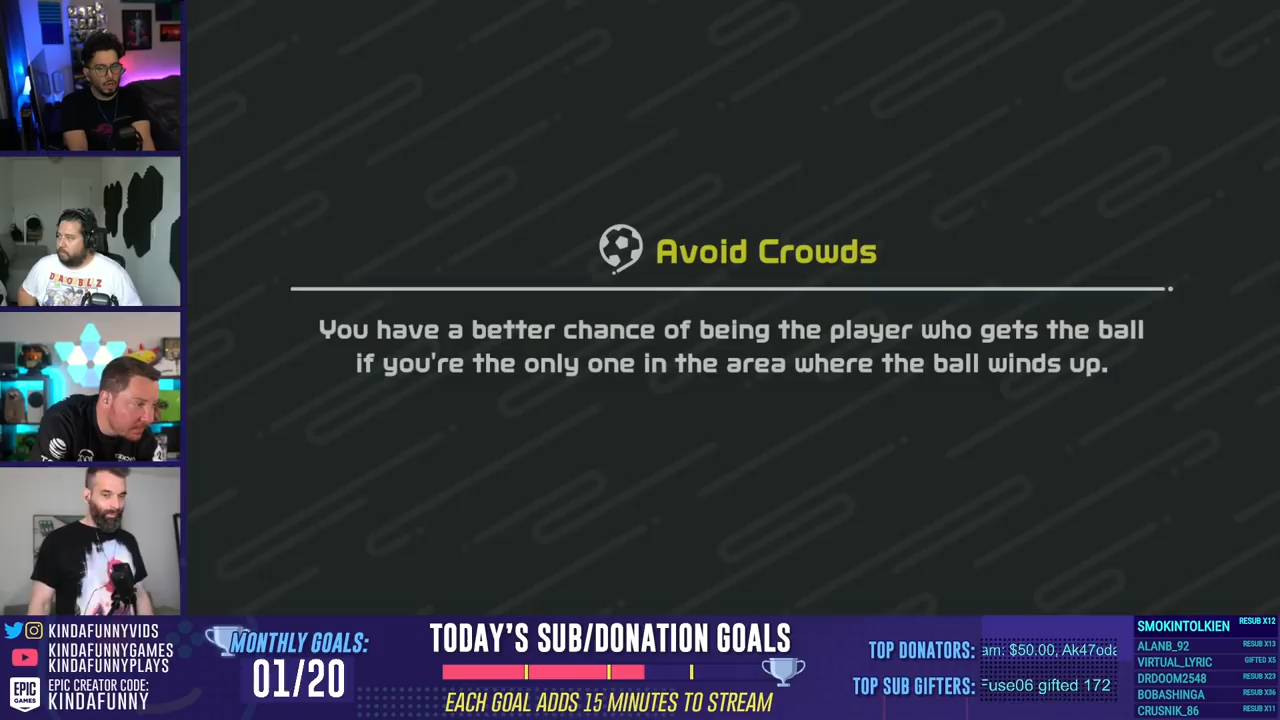 Avoid Crowds
You have a better chance of being the player who gets the ball
if you're the only one in the area where the ball winds up.
DRAGONBALL Z
KINDAFUNNYVIDS
KINDAFUNNYGAMES
KINDAFUNNYPLAYS
EPIC GAMES
EPIC CREATOR CODE:
KINDAFUNNY
MONTHLY GOALS:
01/20
TODAY'S SUB/DONATION GOALS
EACH GOAL ADDS 15 MINUTES TO STREAM
TOP DONATORS: am: $50.00, Ak47oda
TOP SUB GIFTERS: Fuse06 gifted 172
SMOKINTOLKIEN RESUB X12
ALANB_92 RESUB X13
VIRTUAL_LYRIC GIFTED X5
DRDOOM2548 RESUB X23
BOBASHINGA RESUB X36
CRUSNIK_86 RESUB X11